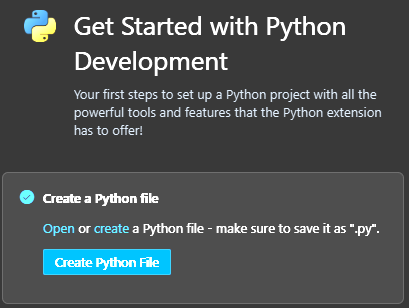 Get Started with Python
Development
Your first steps to set up a Python project with all the
powerful tools and features that the Python extension
has to offer!
Create a Python file
Open or create a Python file - make sure to save it as ".py".
Create Python File